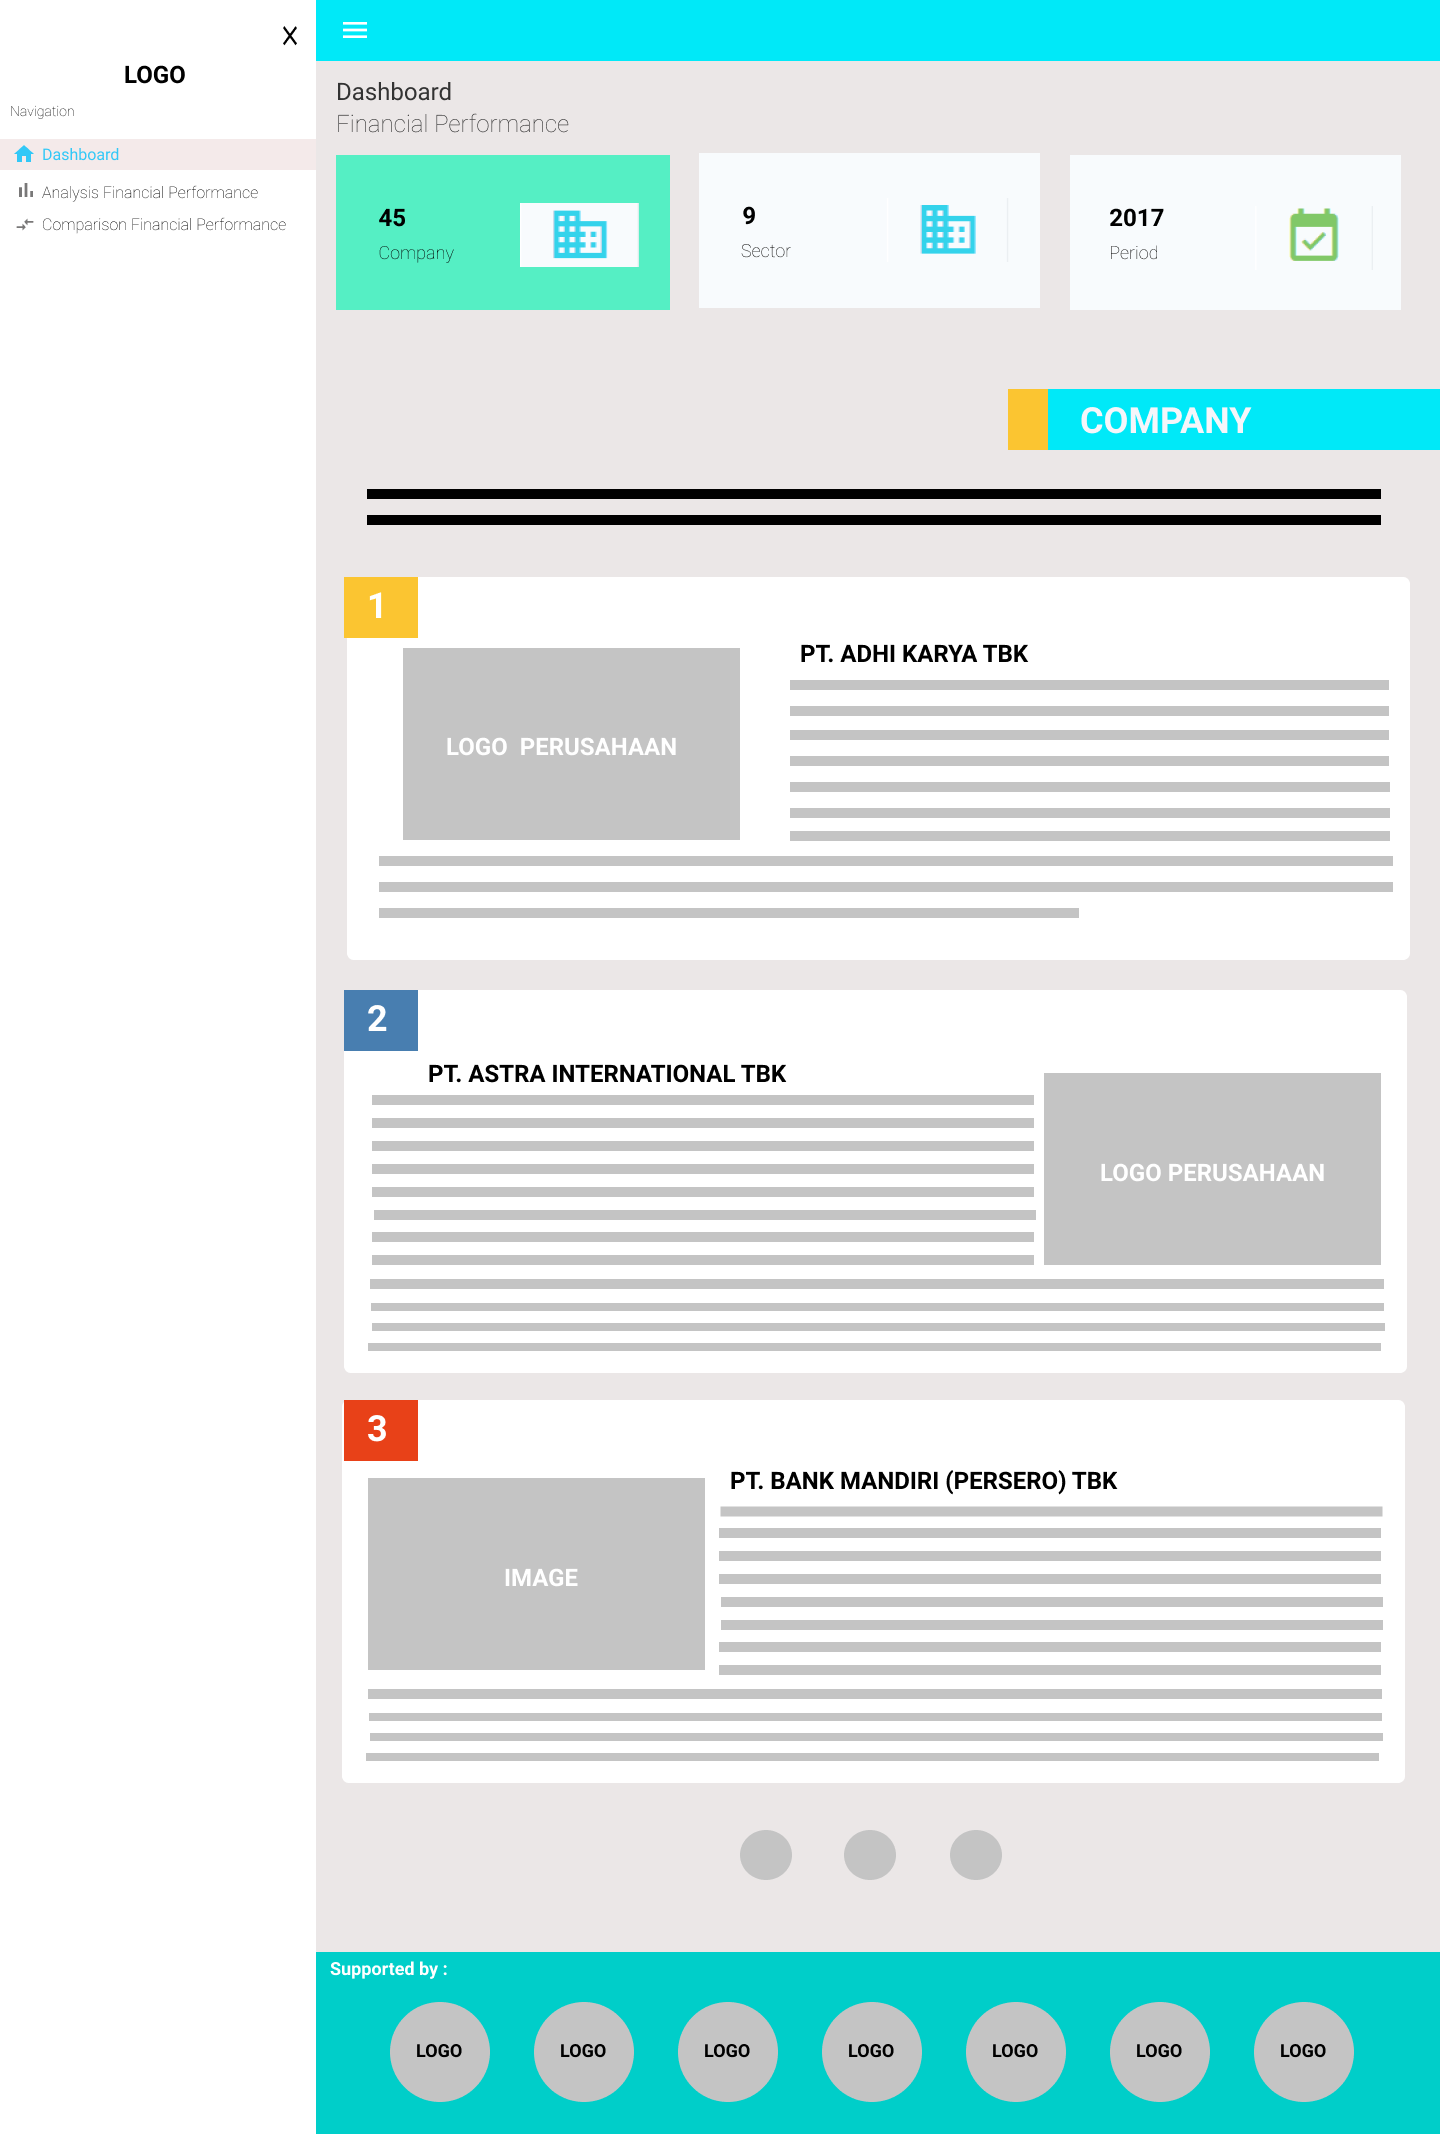 X
LOGO
Navigation
Dashboard
Analysis Financial Performance
Comparison Financial Performance
Dashboard
Financial Performance
45
Company
9
Sector
2017
Period
COMPANY
1
PT. ADHI KARYA TBK
LOGO  PERUSAHAAN
2
PT. ASTRA INTERNATIONAL TBK
LOGO PERUSAHAAN
3
PT. BANK MANDIRI (PERSERO) TBK
IMAGE
Supported by :
LOGO LOGO LOGO LOGO LOGO LOGO LOGO